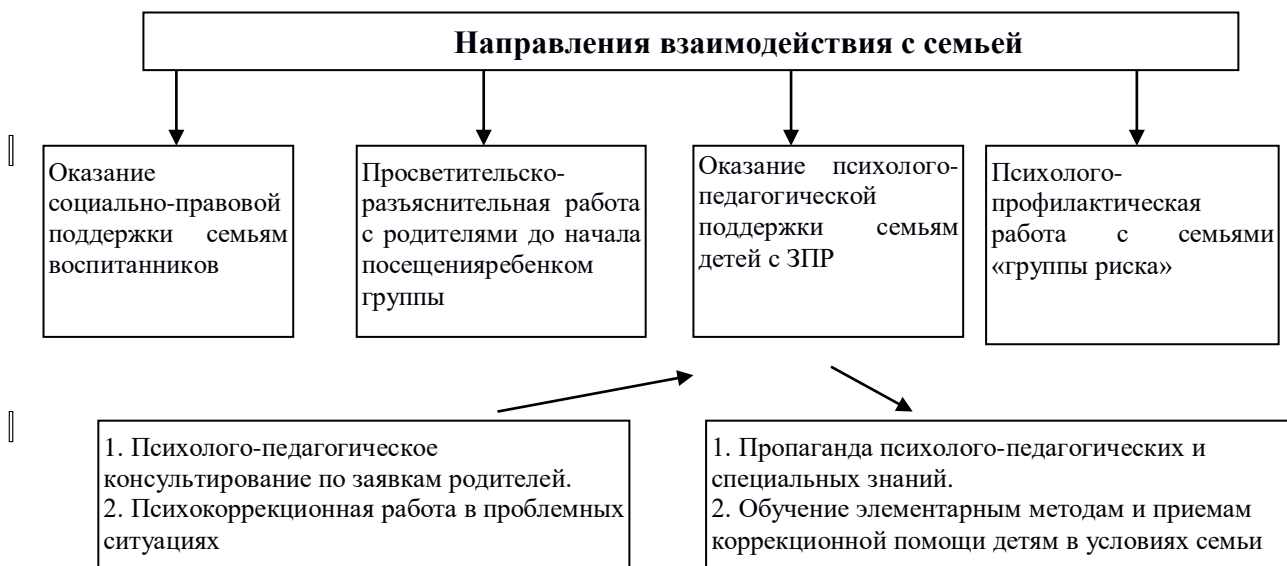 Направления взаимодействия с семьей
Оказание
социально-правовой
поддержки семьям
воспитанников
Просветительско-
разъяснительная работа
с родителями до начала
посещенияребенком
группы
Оказание психолого-
педагогической
поддержки семьям
детей с ЗПР
Психолого-
профилактическая
работа с семьями
«группы риска»
1. Психолого-педагогическое
консультирование по заявкам родителей.
2. Психокоррекционная работа в проблемных
ситуациях
1. Пропаганда психолого-педагогических и
специальных знаний.
2. Обучение элементарным методам и приемам
коррекционной помощи детям в условиях семьи